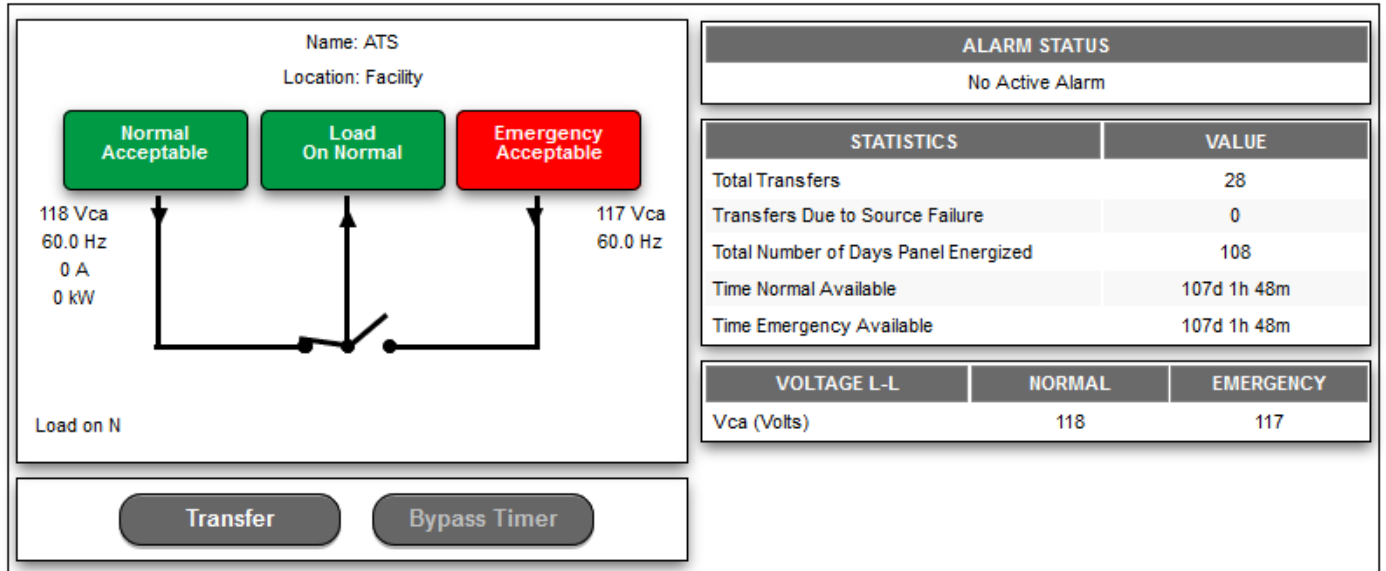 Name: ATS
Location: Facility
Normal
Acceptable
Load
On Normal
Emergency
Acceptable
118 Vca
60.0 Hz
0 A
0 kW
117 Vca
60.0 Hz
Load on N
Transfer
Bypass Timer
ALARM STATUS
No Active Alarm
STATISTICS VALUE
Total Transfers 28
Transfers Due to Source Failure 0
Total Number of Days Panel Energized 108
Time Normal Available 107d 1h 48m
Time Emergency Available 107d 1h 48m
VOLTAGE L-L NORMAL EMERGENCY
Vca (Volts) 118 117